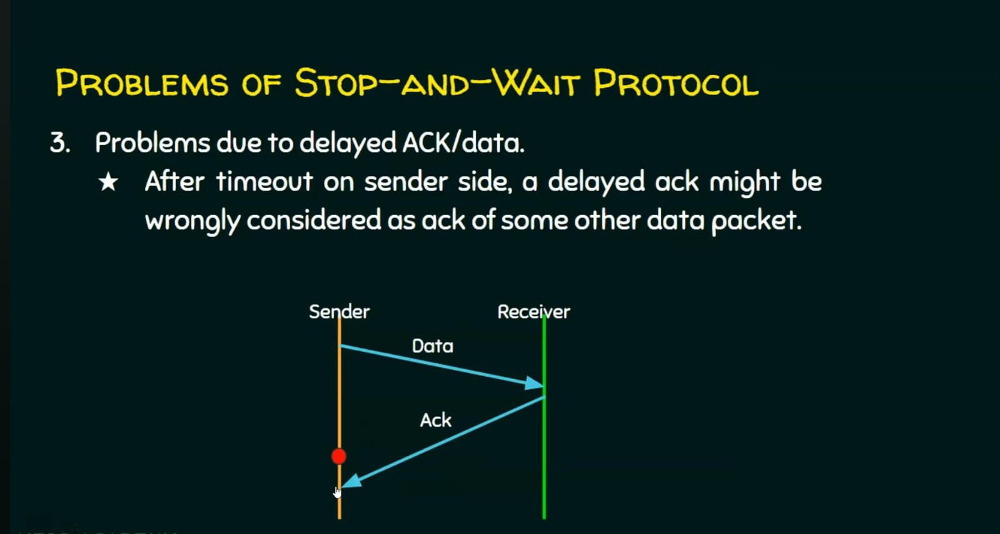 PROBLEMS OF STOP-AND-WAIT PROTOCOL
3. Problems due to delayed ACK/data.
★ After timeout on sender side, a delayed ack might be
wrongly considered as ack of some other data packet.
Sender Receiver
Data
Ack